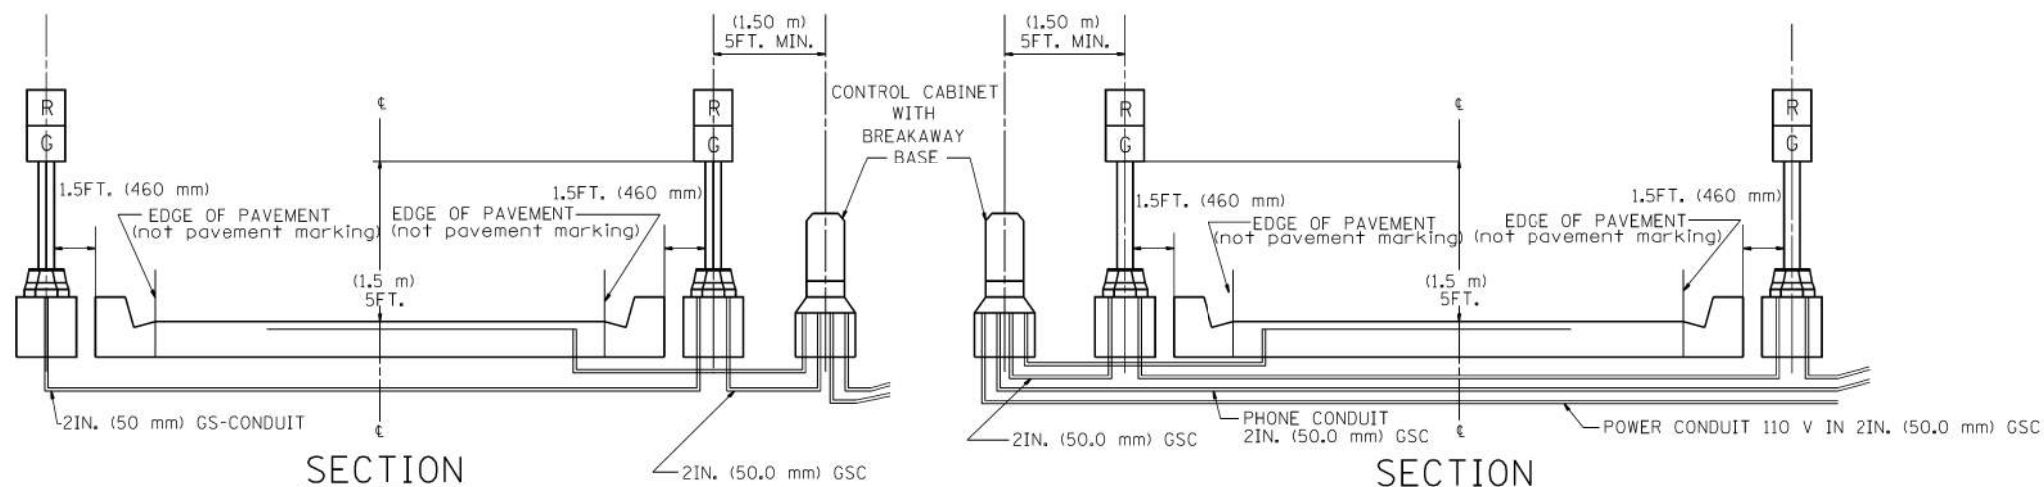 (1.50 m)
5FT. MIN.
(1.50 m)
5FT. MIN.
CONTROL CABINET
WITH
BREAKAWAY
BASE
R
G
R
G
R
G
R
G
℄
℄
1.5FT. (460 mm)
1.5FT. (460 mm)
1.5FT. (460 mm)
1.5FT. (460 mm)
EDGE OF PAVEMENT
(not pavement marking)
EDGE OF PAVEMENT
(not pavement marking)
EDGE OF PAVEMENT
(not pavement marking)
EDGE OF PAVEMENT
(not pavement marking)
(1.5 m)
5FT.
(1.5 m)
5FT.
2IN. (50 mm) GS-CONDUIT
℄
2IN. (50.0 mm) GSC
2IN. (50.0 mm) GSC
PHONE CONDUIT
2IN. (50.0 mm) GSC
℄
POWER CONDUIT 110 V IN 2IN. (50.0 mm) GSC
SECTION
SECTION